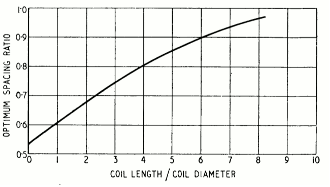 1·0
0·9
0·8
0·7
0·6
0·5
OPTIMUM SPACING RATIO
0 1 2 3 4 5 6 7 8 9 10
COIL LENGTH / COIL DIAMETER